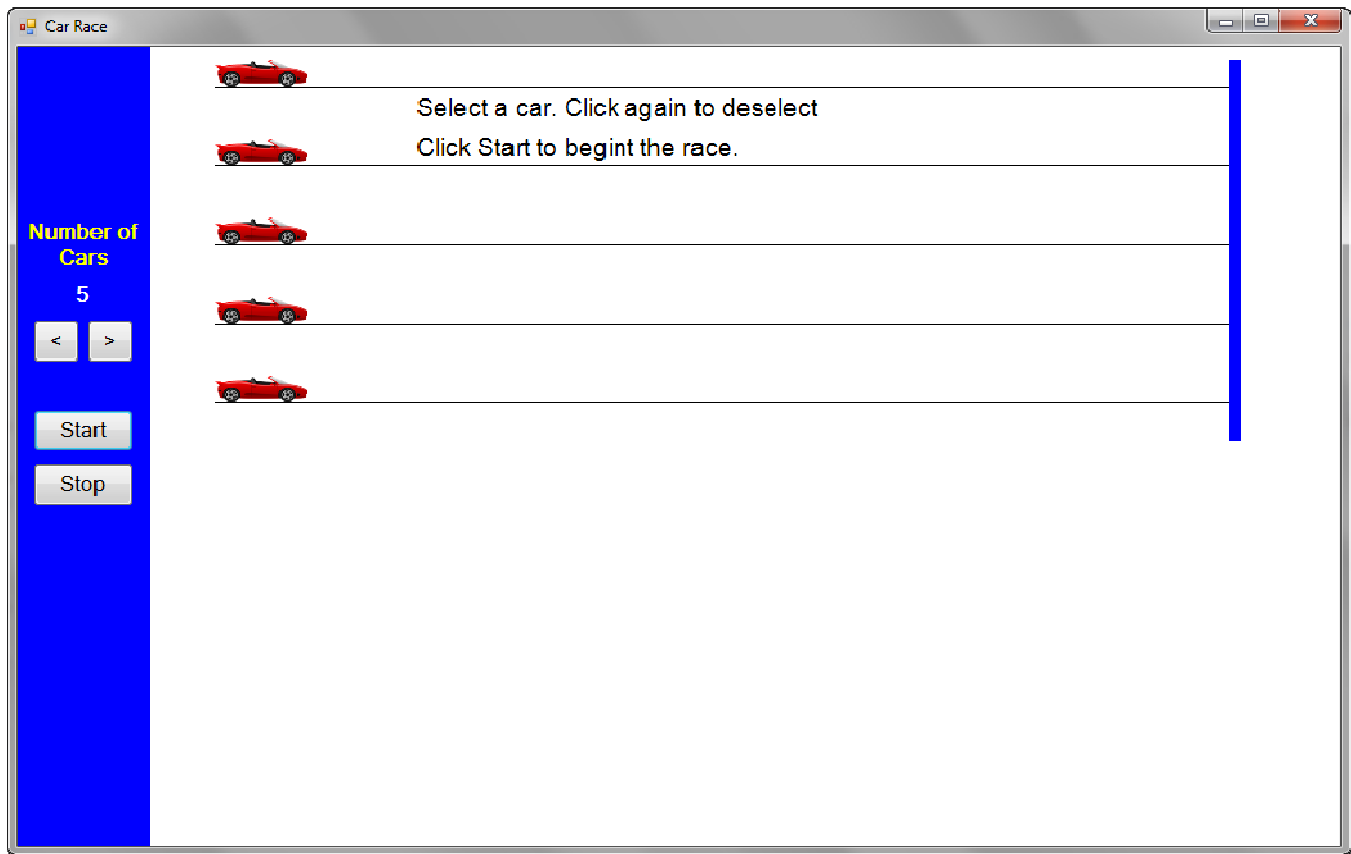 Car Race
Number of
Cars
5
< >
Start
Stop
Select a car. Click again to deselect
Click Start to begint the race.